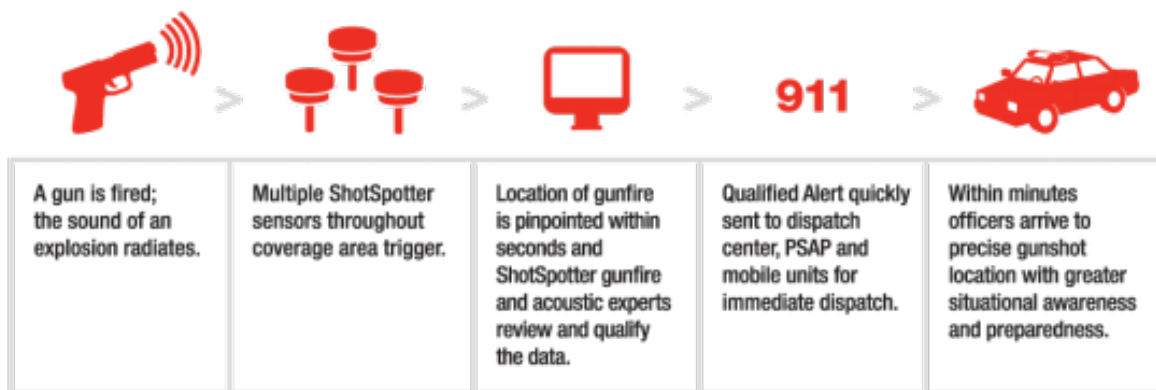 911
A gun is fired;
the sound of an
explosion radiates.
Multiple ShotSpotter
sensors throughout
coverage area trigger.
Location of gunfire
is pinpointed within
seconds and
ShotSpotter gunfire
and acoustic experts
review and qualify
the data.
Qualified Alert quickly
sent to dispatch
center, PSAP and
mobile units for
immediate dispatch.
Within minutes
officers arrive to
precise gunshot
location with greater
situational awareness
and preparedness.